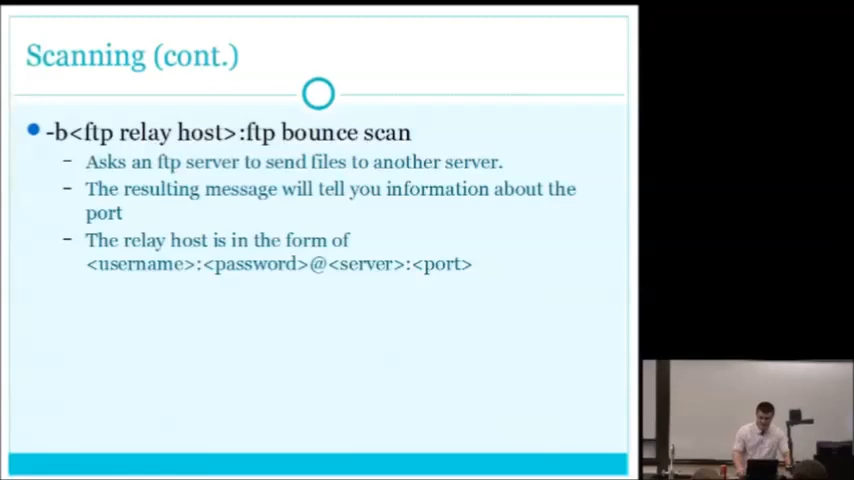 Scanning (cont.)
-b<ftp relay host>:ftp bounce scan
– Asks an ftp server to send files to another server.
– The resulting message will tell you information about the
port
– The relay host is in the form of
<username>:<password>@<server>:<port>